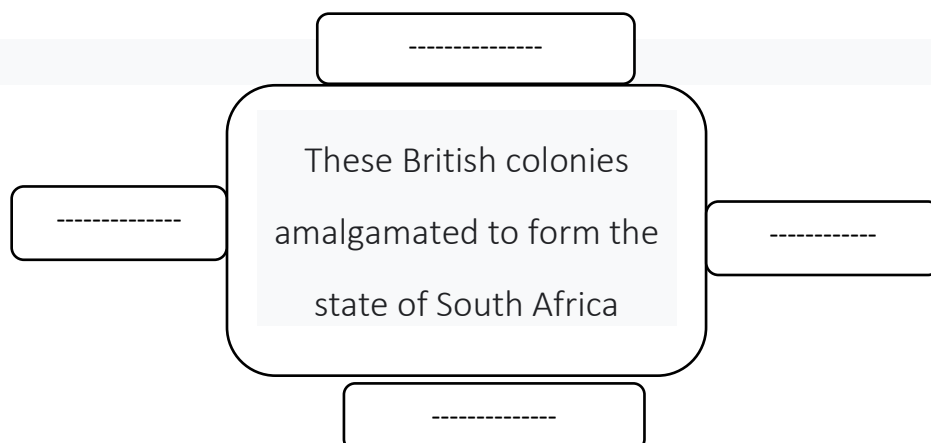 ---------------
These British colonies
amalgamated to form the
state of South Africa
--------------
------------
--------------